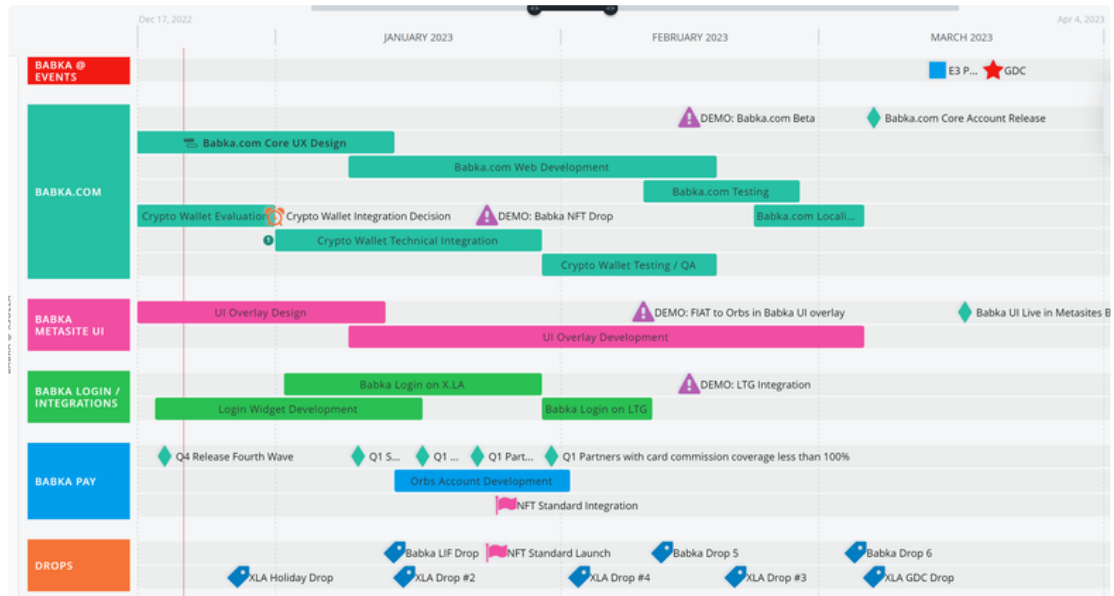 Dec 17, 2022
Apr 4, 2023
JANUARY 2023
FEBRUARY 2023
MARCH 2023
BABKA @
EVENTS
E3 P...
GDC
BABKA.COM
DEMO: Babka.com Beta
Babka.com Core Account Release
Babka.com Core UX Design
Babka.com Web Development
Babka.com Testing
Crypto Wallet Evaluation
Crypto Wallet Integration Decision
DEMO: Babka NFT Drop
Babka.com Locali...
1
Crypto Wallet Technical Integration
Crypto Wallet Testing / QA
BABKA
METASITE UI
UI Overlay Design
DEMO: FIAT to Orbs in Babka UI overlay
Babka UI Live in Metasites B
UI Overlay Development
BABKA LOGIN /
INTEGRATIONS
Babka Login on X.LA
DEMO: LTG Integration
Login Widget Development
Babka Login on LTG
BABKA PAY
Q4 Release Fourth Wave
Q1 S...
Q1 ...
Q1 Part...
Q1 Partners with card commission coverage less than 100%
Orbs Account Development
NFT Standard Integration
DROPS
Babka LIF Drop
NFT Standard Launch
Babka Drop 5
Babka Drop 6
XLA Holiday Drop
XLA Drop #2
XLA Drop #4
XLA Drop #3
XLA GDC Drop